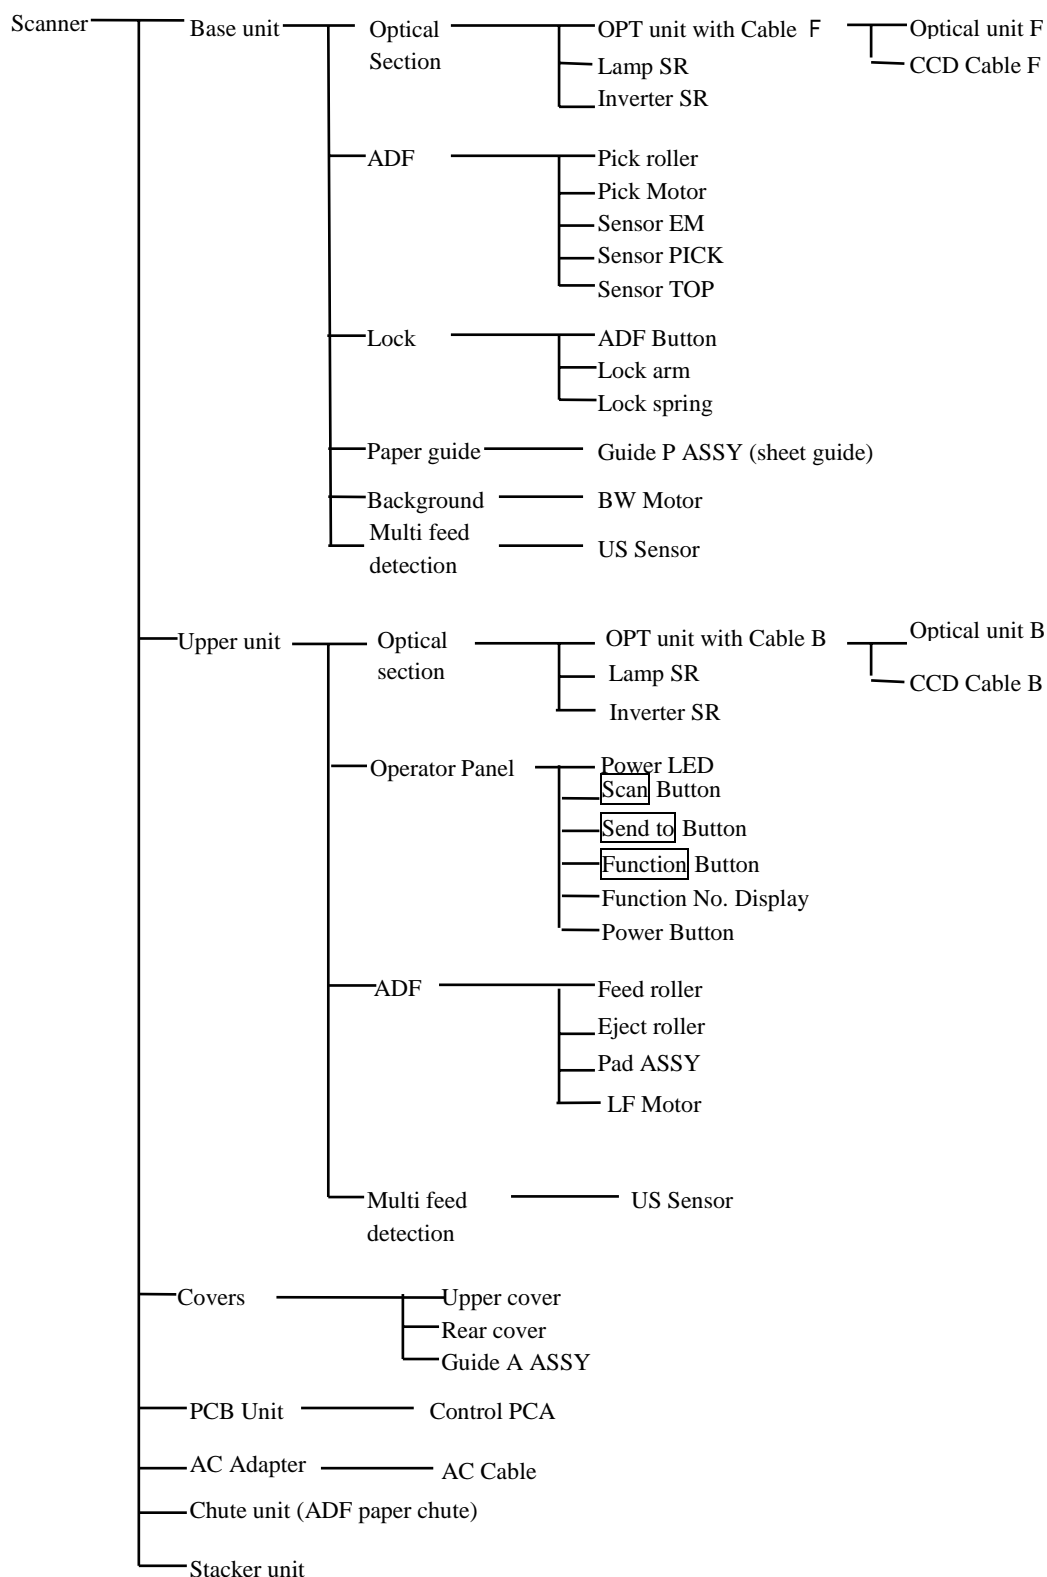 Scanner
Base unit
Optical
Section
OPT unit with Cable F
Optical unit F
CCD Cable F
Lamp SR
Inverter SR
ADF
Pick roller
Pick Motor
Sensor EM
Sensor PICK
Sensor TOP
Lock
ADF Button
Lock arm
Lock spring
Paper guide
Guide P ASSY (sheet guide)
Background
BW Motor
Multi feed
detection
US Sensor
Upper unit
Optical
section
OPT unit with Cable B
Optical unit B
CCD Cable B
Lamp SR
Inverter SR
Operator Panel
Power LED
Scan Button
Send to Button
Function Button
Function No. Display
Power Button
ADF
Feed roller
Eject roller
Pad ASSY
LF Motor
Multi feed
detection
US Sensor
Covers
Upper cover
Rear cover
Guide A ASSY
PCB Unit
Control PCA
AC Adapter
AC Cable
Chute unit (ADF paper chute)
Stacker unit